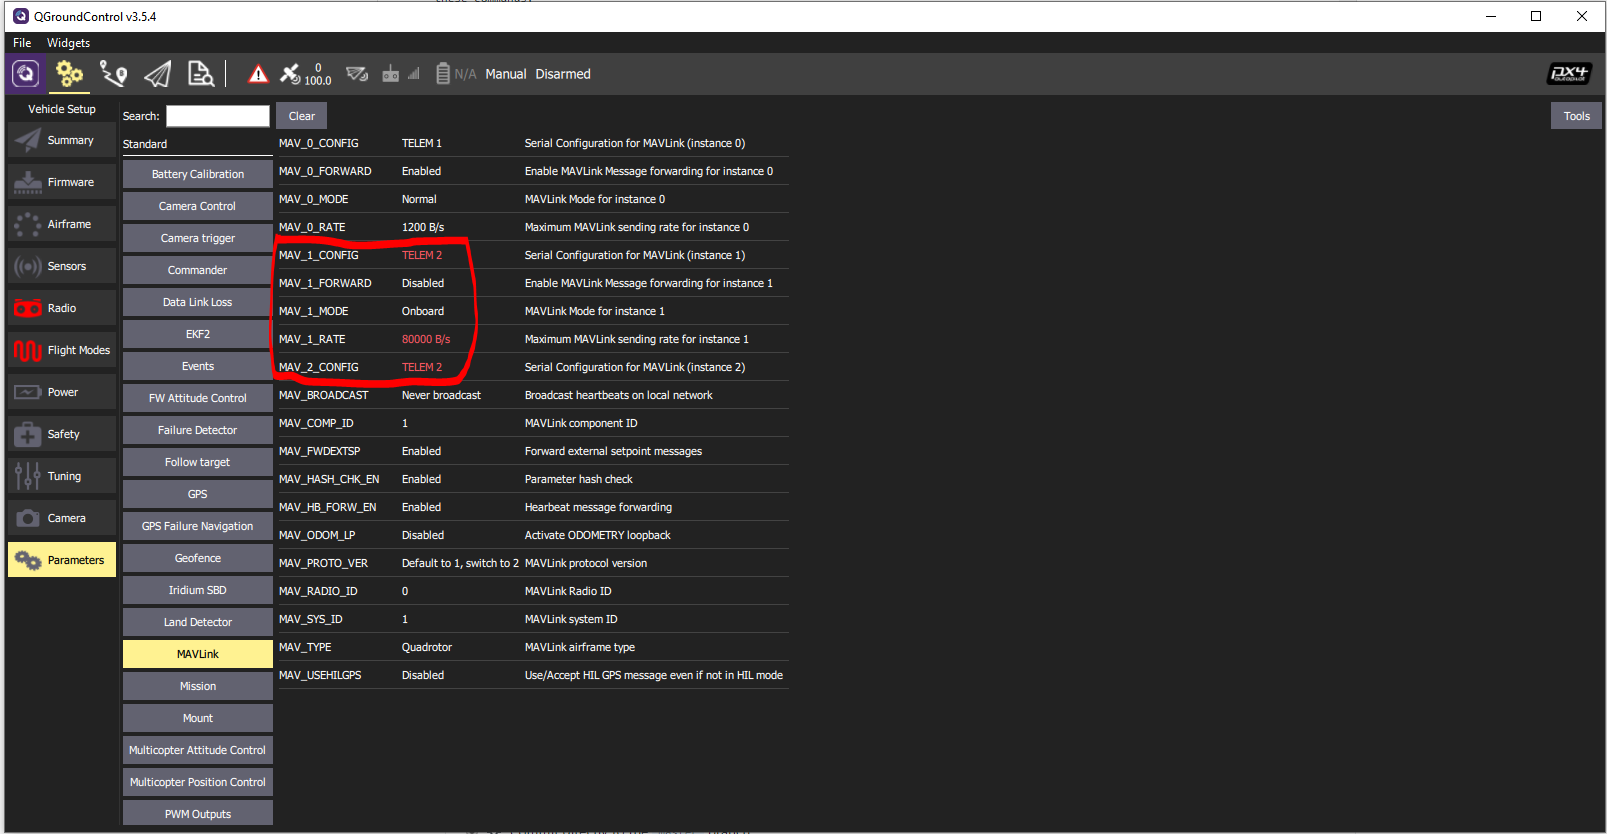 QGroundControl v3.5.4
File Widgets
0
100.0
N/A Manual Disarmed
PX4
autopilot
Vehicle Setup
Search: Clear Tools
Summary
Firmware
Airframe
Sensors
Radio
Flight Modes
Power
Safety
Tuning
Camera
Parameters
Standard
Battery Calibration
Camera Control
Camera trigger
Commander
Data Link Loss
EKF2
Events
FW Attitude Control
Failure Detector
Follow target
GPS
GPS Failure Navigation
Geofence
Iridium SBD
Land Detector
MAVLink
Mission
Mount
Multicopter Attitude Control
Multicopter Position Control
PWM Outputs
MAV_0_CONFIG TELEM 1 Serial Configuration for MAVLink (instance 0)
MAV_0_FORWARD Enabled Enable MAVLink Message forwarding for instance 0
MAV_0_MODE Normal MAVLink Mode for instance 0
MAV_0_RATE 1200 B/s Maximum MAVLink sending rate for instance 0
MAV_1_CONFIG TELEM 2 Serial Configuration for MAVLink (instance 1)
MAV_1_FORWARD Disabled Enable MAVLink Message forwarding for instance 1
MAV_1_MODE Onboard MAVLink Mode for instance 1
MAV_1_RATE 80000 B/s Maximum MAVLink sending rate for instance 1
MAV_2_CONFIG TELEM 2 Serial Configuration for MAVLink (instance 2)
MAV_BROADCAST Never broadcast Broadcast heartbeats on local network
MAV_COMP_ID 1 MAVLink component ID
MAV_FWDEXTSP Enabled Forward external setpoint messages
MAV_HASH_CHK_EN Enabled Parameter hash check
MAV_HB_FORW_EN Enabled Hearbeat message forwarding
MAV_ODOM_LP Disabled Activate ODOMETRY loopback
MAV_PROTO_VER Default to 1, switch to 2 MAVLink protocol version
MAV_RADIO_ID 0 MAVLink Radio ID
MAV_SYS_ID 1 MAVLink system ID
MAV_TYPE Quadrotor MAVLink airframe type
MAV_USEHILGPS Disabled Use/Accept HIL GPS message even if not in HIL mode